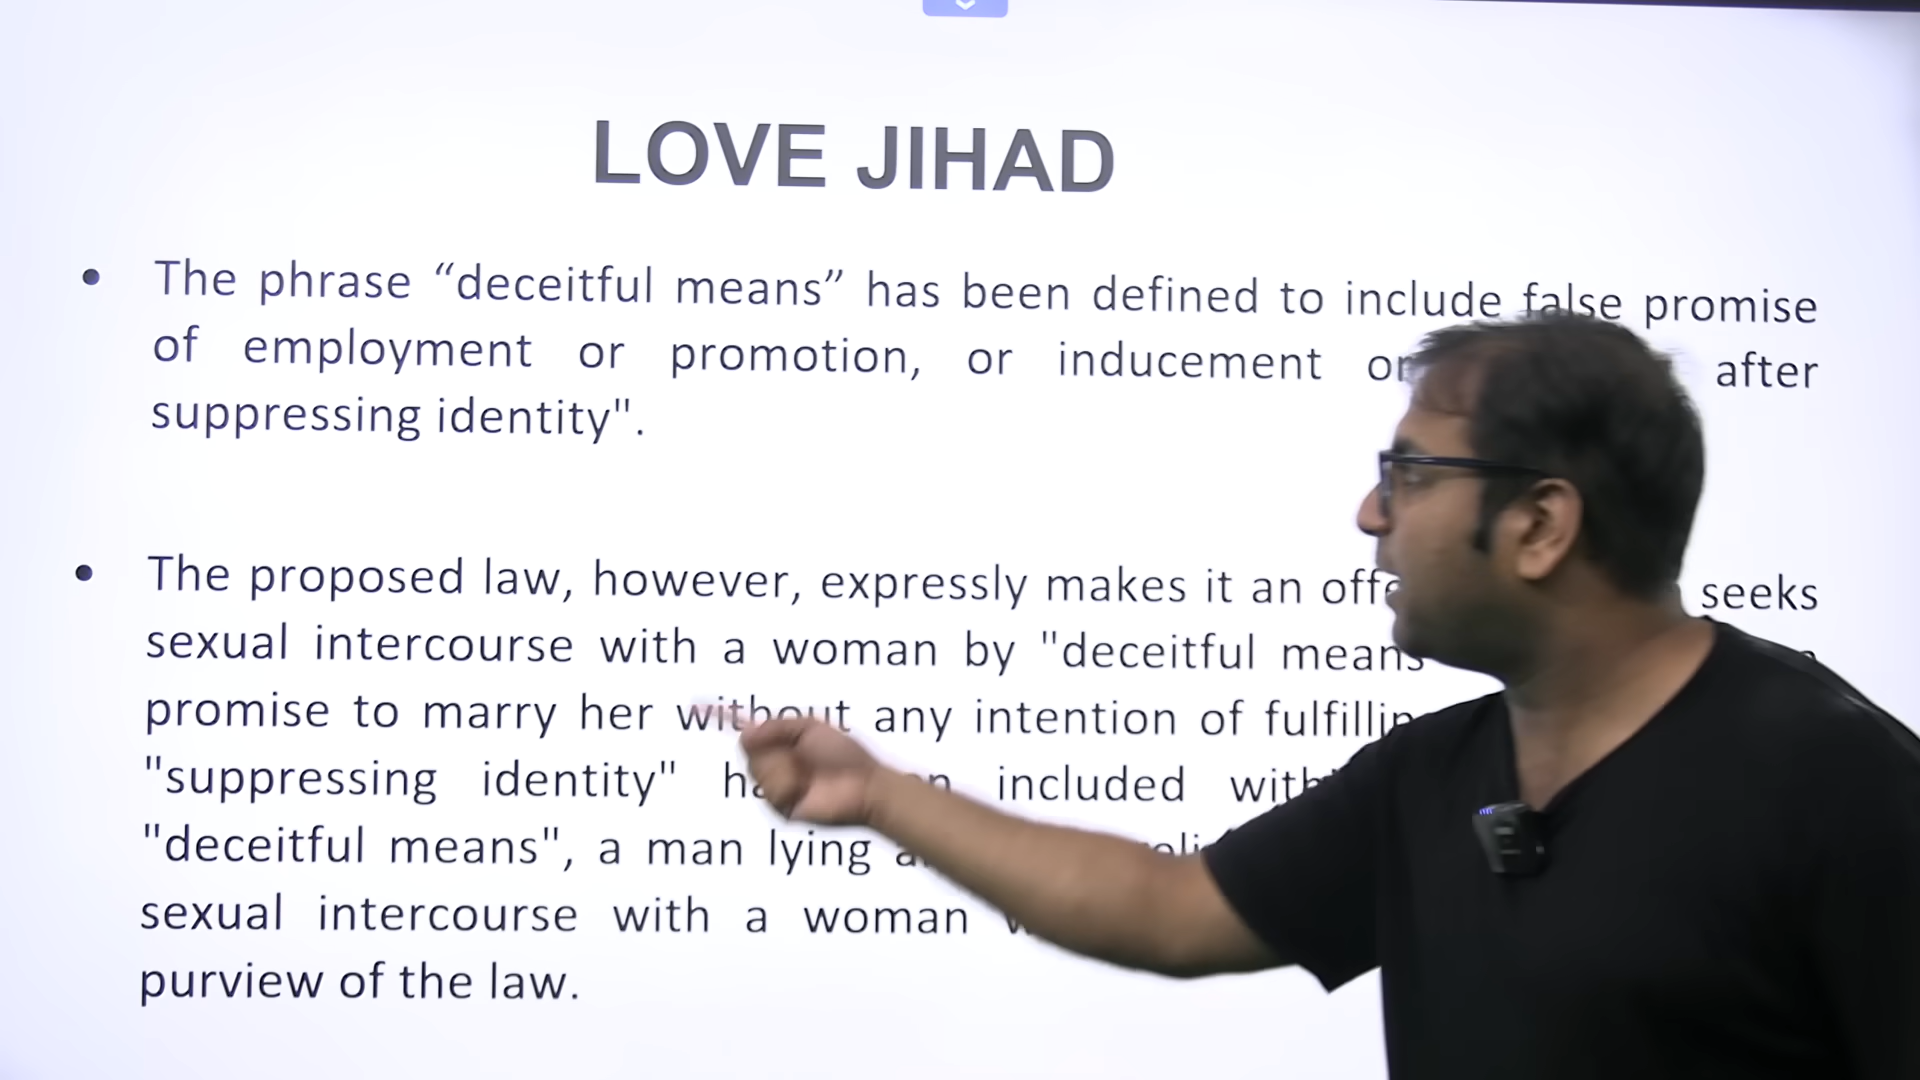 LOVE JIHAD
• The phrase “deceitful means” has been defined to include false promise
of employment or promotion, or inducement or after
suppressing identity".
• The proposed law, however, expressly makes it an seeks
sexual intercourse with a woman by "deceitful means
promise to marry her without any intention of
"suppressing identity" included
"deceitful means", a man lying
sexual intercourse with a woman
purview of the law.